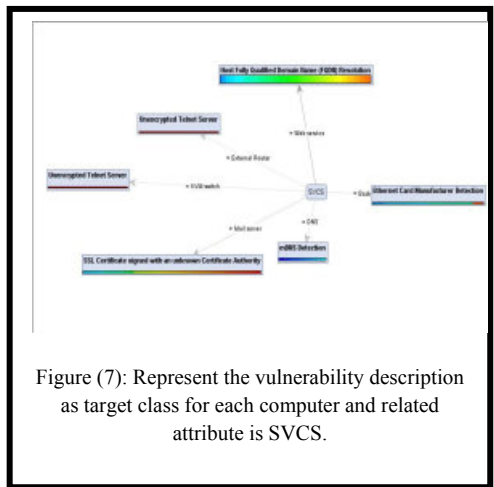 Host Fully Qualified Domain Name (FQDN) Resolution
Unencrypted Telnet Server
= Web service
= External Router
Unencrypted Telnet Server
= KVM switch
SVCS
Ethernet Card Manufacturer Detection
= DNS
= Mail server
mDNS Detection
SSL Certificate signed with an unknown Certificate Authority
Figure (7): Represent the vulnerability description
as target class for each computer and related
attribute is SVCS.